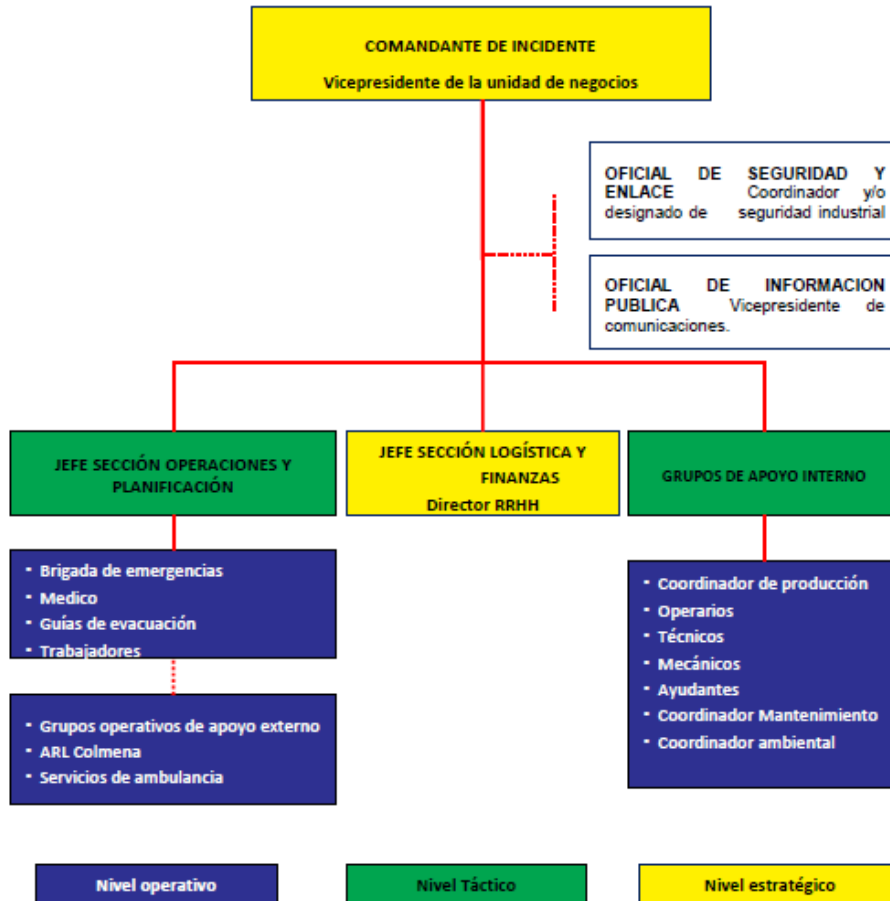 COMANDANTE DE INCIDENTE
Vicepresidente de la unidad de negocios
OFICIAL DE SEGURIDAD Y
ENLACE Coordinador y/o
designado de seguridad industrial
OFICIAL DE INFORMACION
PUBLICA Vicepresidente de
comunicaciones.
JEFE SECCIÓN OPERACIONES Y
PLANIFICACIÓN
JEFE SECCIÓN LOGÍSTICA Y
FINANZAS
Director RRHH
GRUPOS DE APOYO INTERNO
- Brigada de emergencias
- Medico
- Guías de evacuación
- Trabajadores
- Grupos operativos de apoyo externo
- ARL Colmena
- Servicios de ambulancia
- Coordinador de producción
- Operarios
- Técnicos
- Mecánicos
- Ayudantes
- Coordinador Mantenimiento
- Coordinador ambiental
Nivel operativo
Nivel Táctico
Nivel estratégico